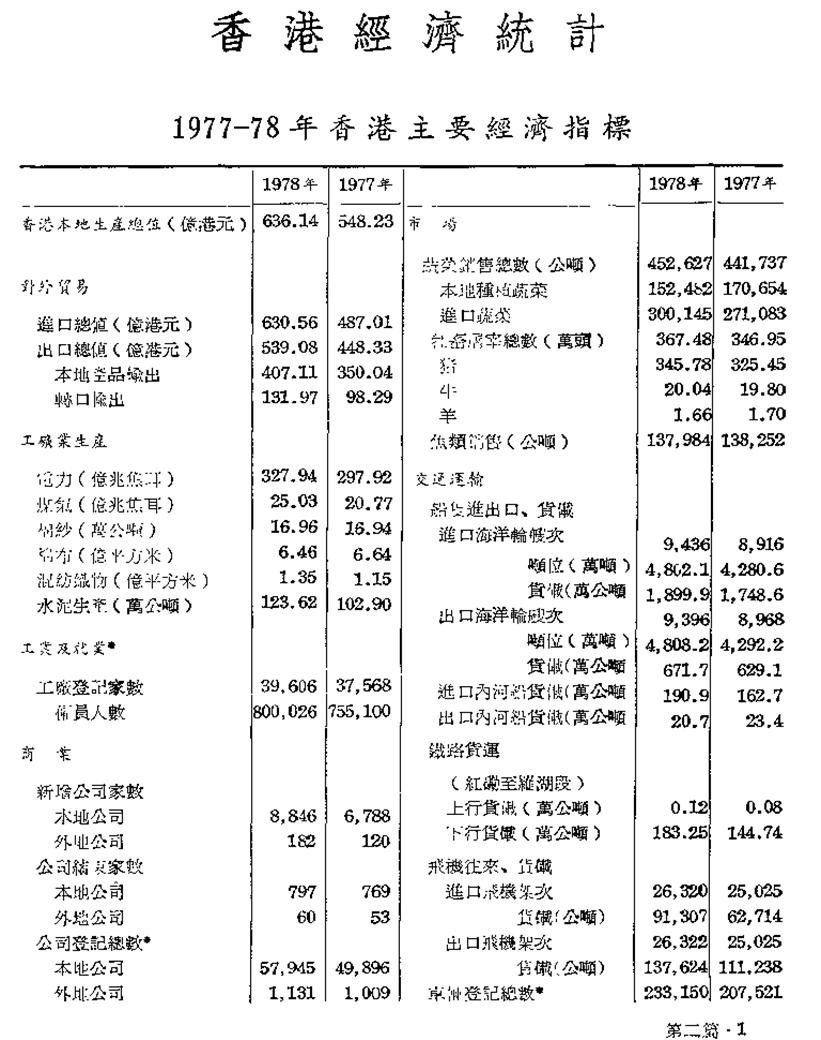 香港經濟統計
1977-78年香港主要經濟指標
1978年 1977年
香港本地生產總值(億港元) 636.14 548.23
對外貿易
進口總值(億港元) 630.56 487.01
出口總值(億港元) 539.08 448.33
本地產品輸出 407.11 350.04
轉口輸出 131.97 98.29
工礦業生產
電力(億兆焦耳) 327.94 297.92
煤氣(億兆焦耳) 25.03 20.77
棉紗(萬公噸) 16.96 16.94
棉布(億平方米) 6.46 6.64
混紡織物(億平方米) 1.35 1.15
水泥生產(萬公噸) 123.62 102.90
工業及就業*
工廠登記家數 39,606 37,568
僱員人數 800,026 755,100
商 業
新增公司家數
本地公司 8,846 6,788
外地公司 182 120
公司結束家數
本地公司 797 769
外地公司 60 53
公司登記總數*
本地公司 57,945 49,896
外地公司 1,131 1,009
1978年 1977年
市 場
蔬菜銷售總數(公噸) 452,627 441,737
本地種植蔬菜 152,482 170,654
進口蔬菜 300,145 271,083
牲畜屠宰總數(萬頭) 367.48 346.95
豬 345.78 325.45
牛 20.04 19.80
羊 1.66 1.70
魚類銷售(公噸) 137,984 138,252
交通運輸
船隻進出口、貨儎
進口海洋輪艘次 9,436 8,916
噸位(萬噸) 4,802.1 4,280.6
貨儎(萬公噸 1,899.9 1,748.6
出口海洋輪艘次 9,396 8,968
噸位(萬噸) 4,808.2 4,292.2
貨儎(萬公噸 671.7 629.1
進口內河船貨儎(萬公噸 190.9 162.7
出口內河船貨儎(萬公噸 20.7 23.4
鐵路貨運
(紅磡至羅湖段)
上行貨儎(萬公噸) 0.12 0.08
下行貨儎(萬公噸) 183.25 144.74
飛機往來、貨儎
進口飛機架次 26,320 25,025
貨儎(公噸) 91,307 62,714
出口飛機架次 26,322 25,025
貨儎(公噸) 137,624 111,238
車輛登記總數* 233,150 207,521
第二篇·1